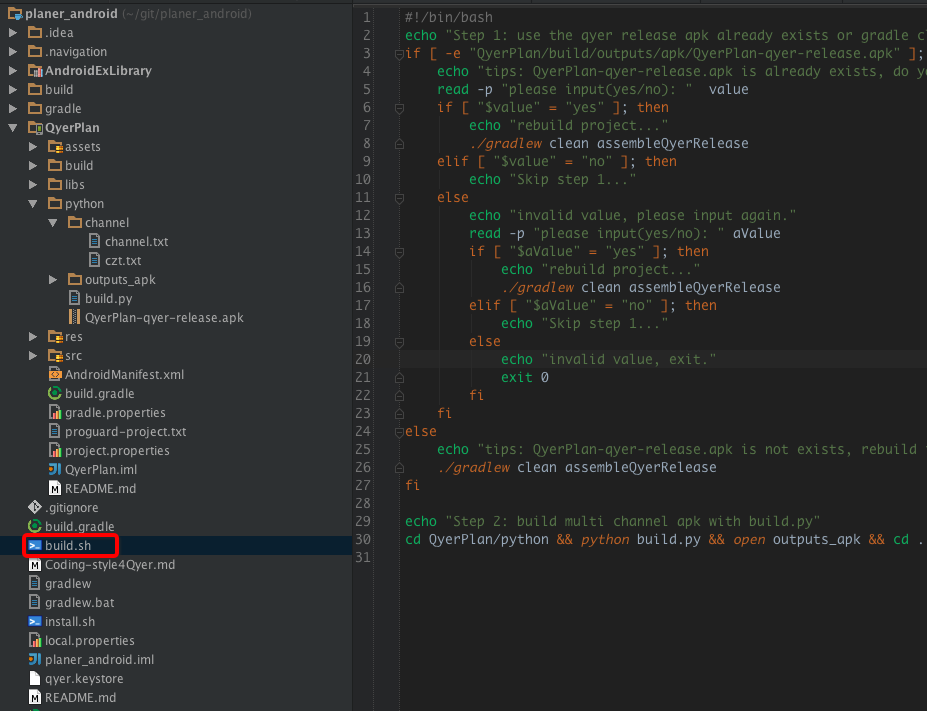 planer_android (~/git/planer_android)
.idea
.navigation
AndroidExLibrary
build
gradle
QyerPlan
assets
build
libs
python
channel
channel.txt
czt.txt
outputs_apk
build.py
QyerPlan-qyer-release.apk
res
src
AndroidManifest.xml
build.gradle
gradle.properties
proguard-project.txt
project.properties
QyerPlan.iml
README.md
.gitignore
build.gradle
build.sh
Coding-style4Qyer.md
gradlew
gradlew.bat
install.sh
local.properties
planer_android.iml
qyer.keystore
README.md
1 #!/bin/bash
2 echo "Step 1: use the qyer release apk already exists or gradle c
3 if [ -e "QyerPlan/build/outputs/apk/QyerPlan-qyer-release.apk" ];
4 echo "tips: QyerPlan-qyer-release.apk is already exists, do y
5 read -p "please input(yes/no): " value
6 if [ "$value" = "yes" ]; then
7 echo "rebuild project..."
8 ./gradlew clean assembleQyerRelease
9 elif [ "$value" = "no" ]; then
10 echo "Skip step 1..."
11 else
12 echo "invalid value, please input again."
13 read -p "please input(yes/no): " aValue
14 if [ "$aValue" = "yes" ]; then
15 echo "rebuild project..."
16 ./gradlew clean assembleQyerRelease
17 elif [ "$aValue" = "no" ]; then
18 echo "Skip step 1..."
19 else
20 echo "invalid value, exit."
21 exit 0
22 fi
23 fi
24 else
25 echo "tips: QyerPlan-qyer-release.apk is not exists, rebuild
26 ./gradlew clean assembleQyerRelease
27 fi
28
29 echo "Step 2: build multi channel apk with build.py"
30 cd QyerPlan/python && python build.py && open outputs_apk && cd .
31